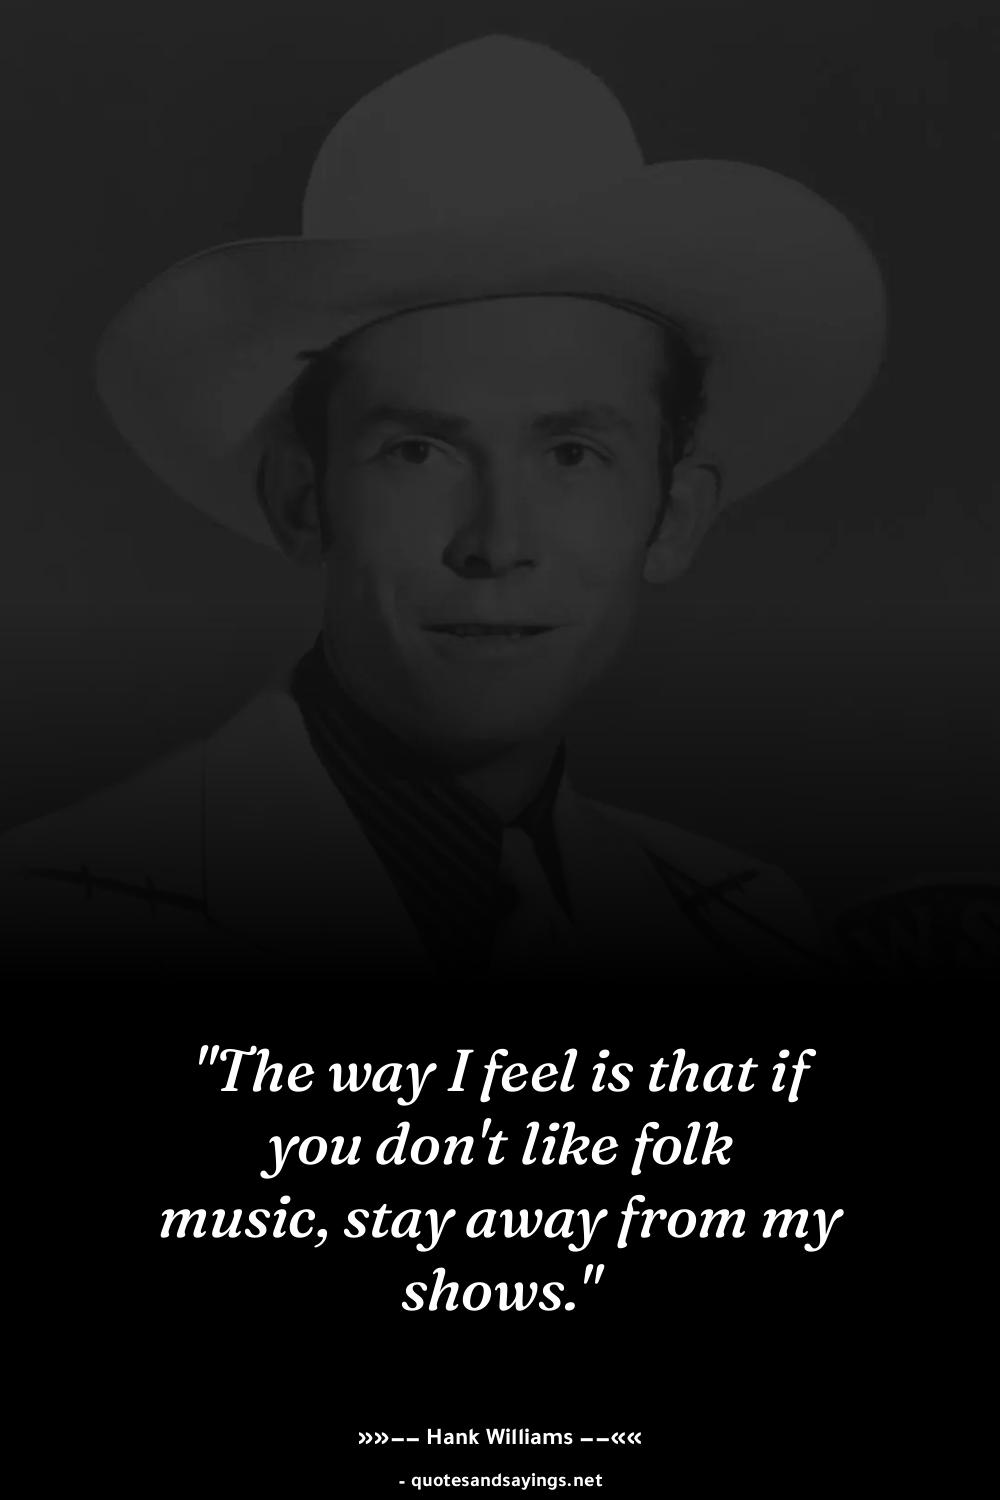 WS
"The way I feel is that if
you don't like folk
music, stay away from my
shows."
»»–– Hank Williams ––««
- quotesandsayings.net